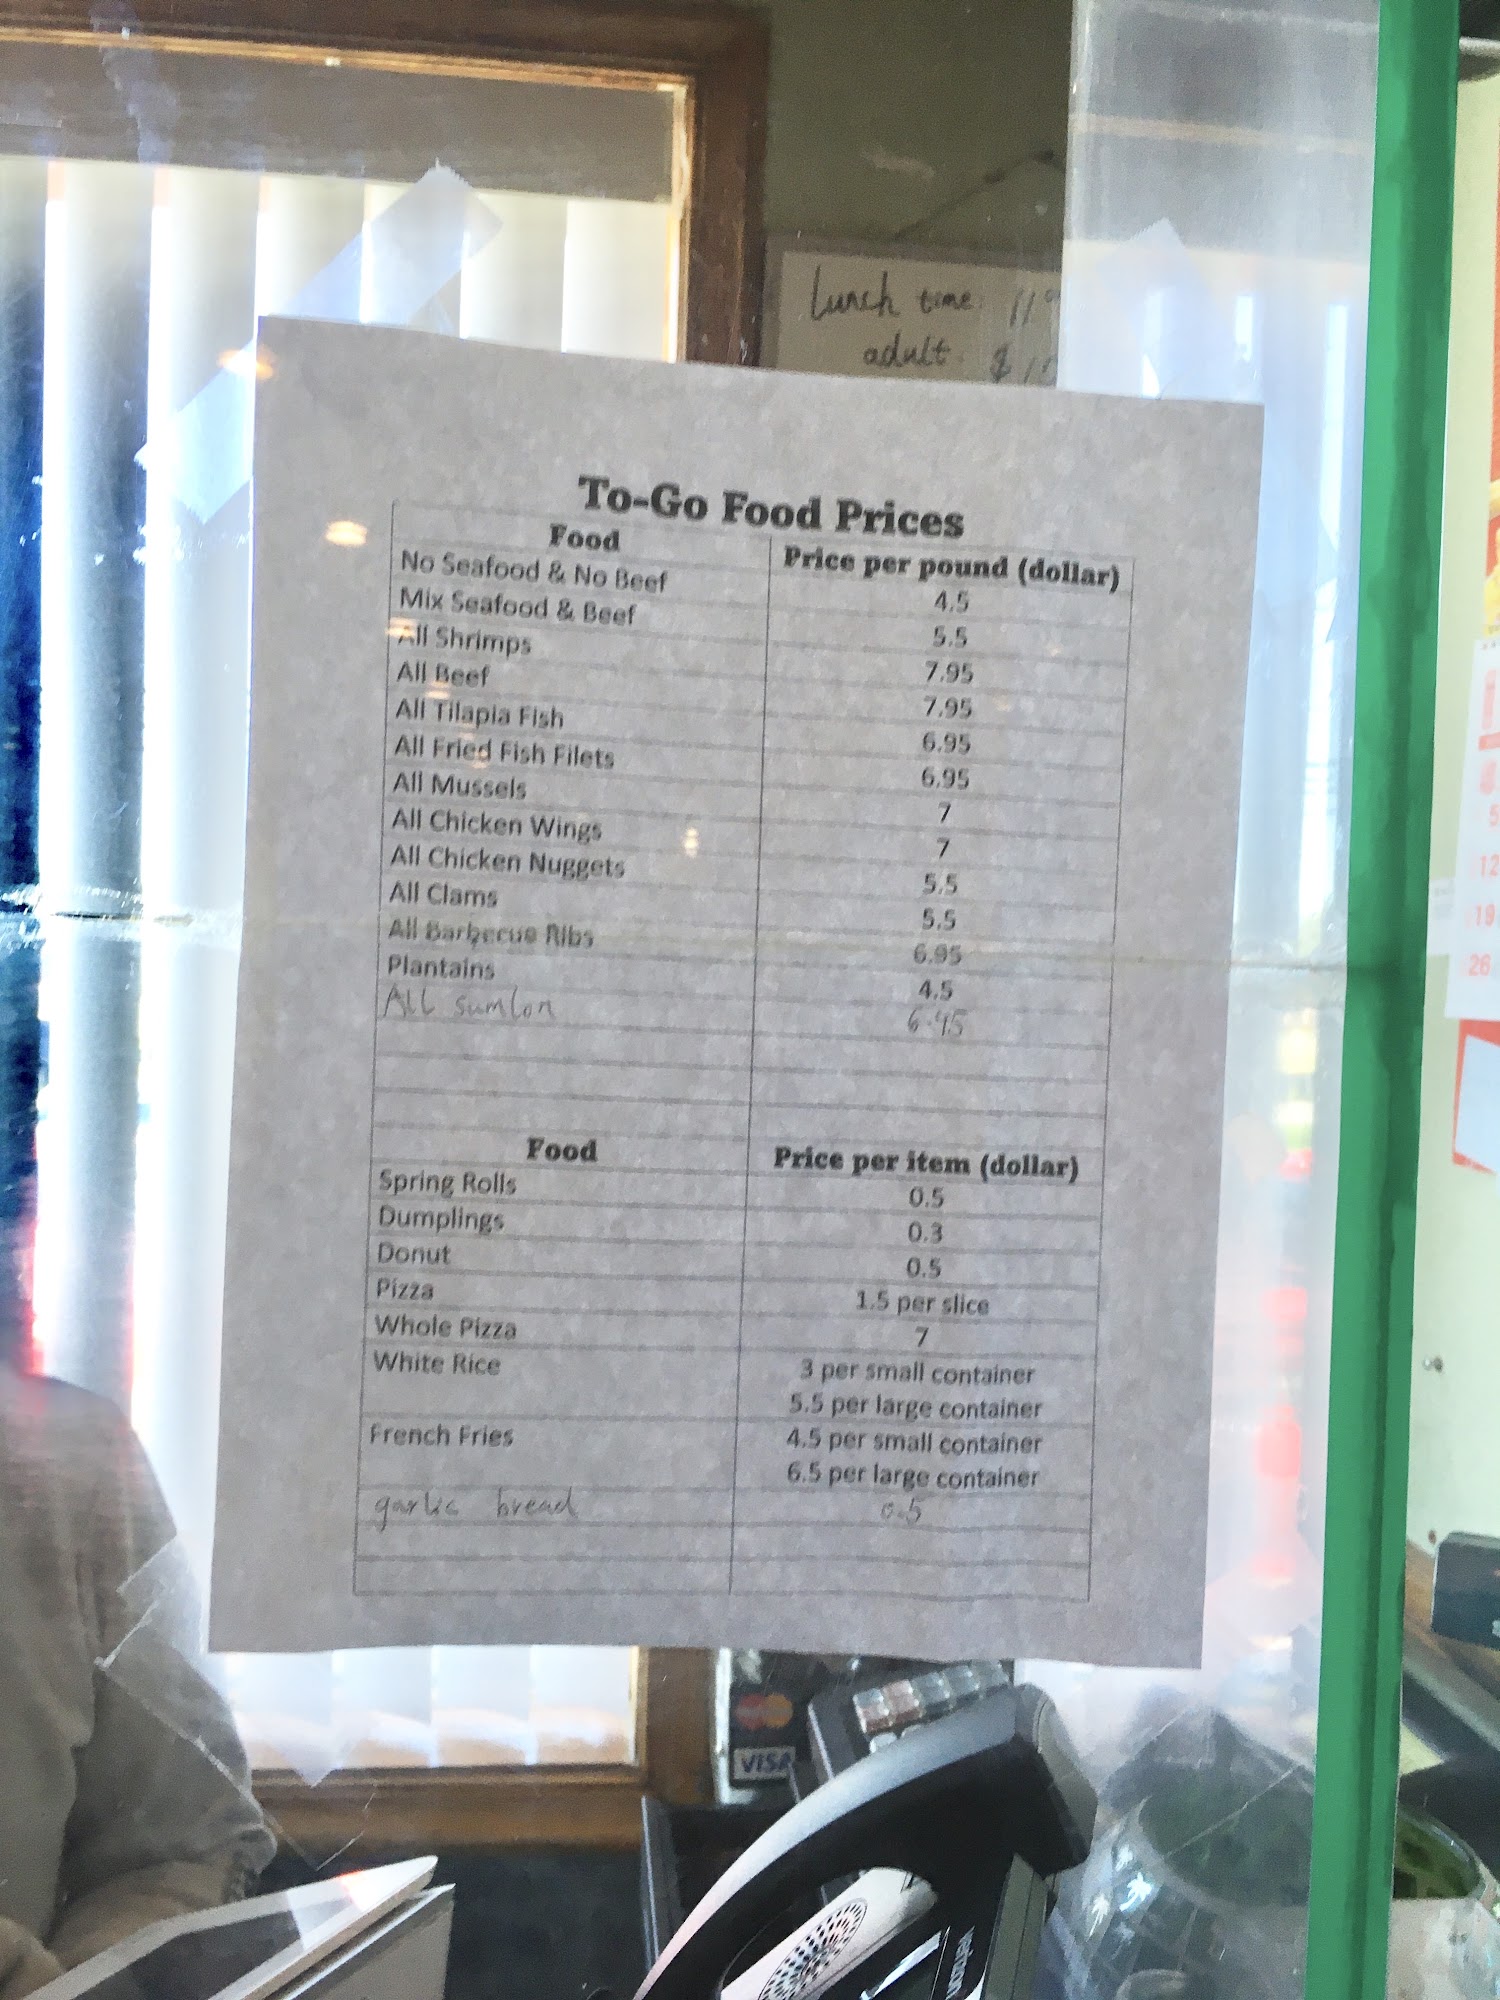 Lunch time: 11
adult $
To-Go Food Prices
Food Price per pound (dollar)
No Seafood & No Beef 4.5
Mix Seafood & Beef 5.5
All Shrimps 7.95
All Beef 7.95
All Tilapia Fish 6.95
All Fried Fish Filets 6.95
All Mussels 7
All Chicken Wings 7
All Chicken Nuggets 5.5
All Clams 5.5
All Barbecue Ribs 6.95
Plantains 4.5
ALL sumlon
Food Price per item (dollar)
Spring Rolls 0.5
Dumplings 0.3
Donut 0.5
Pizza 1.5 per slice
Whole Pizza 7
White Rice 3 per small container
5.5 per large container
French Fries 4.5 per small container
6.5 per large container
garlic bread 0.5
5
12
19
26
VISA